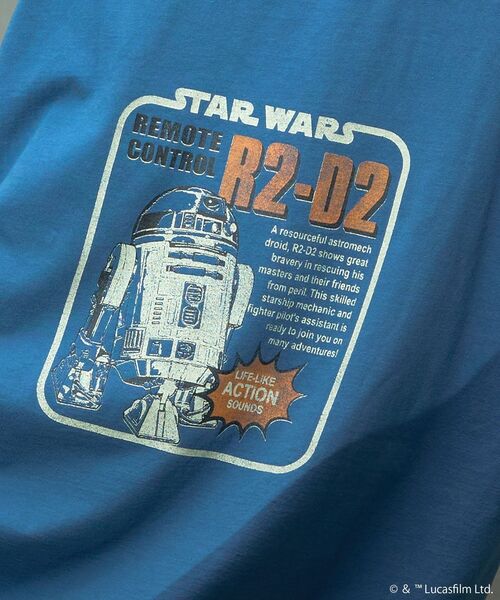 STAR WARS
REMOTE
CONTROL
R2-D2
A resourceful astromech
droid, R2-D2 shows great
bravery in rescuing his
masters and their friends
from peril. This skilled
starship mechanic and
fighter pilot's assistant is
ready to join you on
many adventures!
LIFE-LIKE
ACTION
SOUNDS
© & ™ Lucasfilm Ltd.